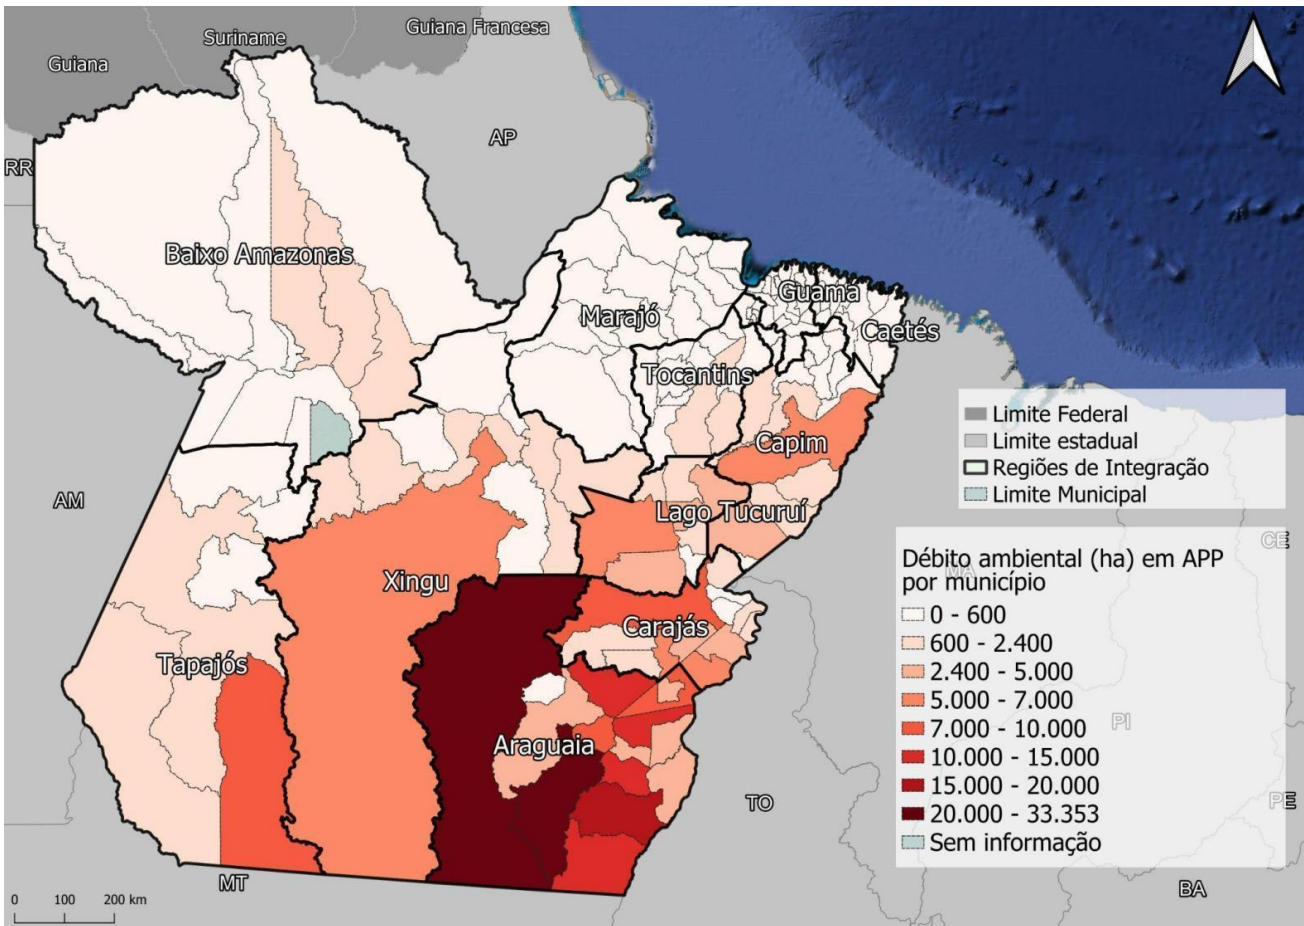 Suriname
Guiana Francesa
Guiana
AP
RR
Baixo Amazonas
Marajó
Guamá
Caetés
Tocantins
Capim
AM
Lago Tucuruí
Xingu
Carajás
Tapajós
Araguaia
TO
MT
BA
CE
MA
PI
PE
Limite Federal
Limite estadual
Regiões de Integração
Limite Municipal
Débito ambiental (ha) em APP
por município
0 - 600
600 - 2.400
2.400 - 5.000
5.000 - 7.000
7.000 - 10.000
10.000 - 15.000
15.000 - 20.000
20.000 - 33.353
Sem informação
0 100 200 km